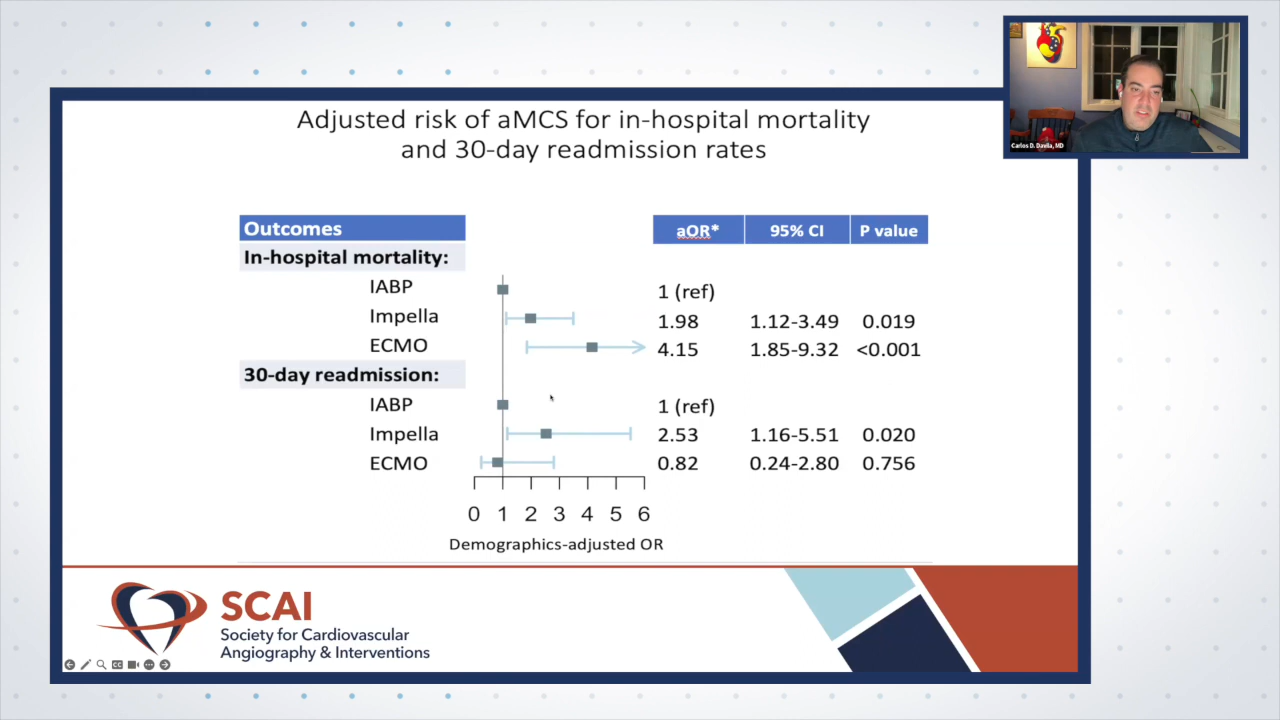 Adjusted risk of aMCS for in-hospital mortality
and 30-day readmission rates
Carlos D. Davila, MD
Outcomes aOR* 95% CI P value
In-hospital mortality:
IABP 1 (ref)
Impella 1.98 1.12-3.49 0.019
ECMO 4.15 1.85-9.32 <0.001
30-day readmission:
IABP 1 (ref)
Impella 2.53 1.16-5.51 0.020
ECMO 0.82 0.24-2.80 0.756
0 1 2 3 4 5 6
Demographics-adjusted OR
SCAI
Society for Cardiovascular
Angiography & Interventions
CC